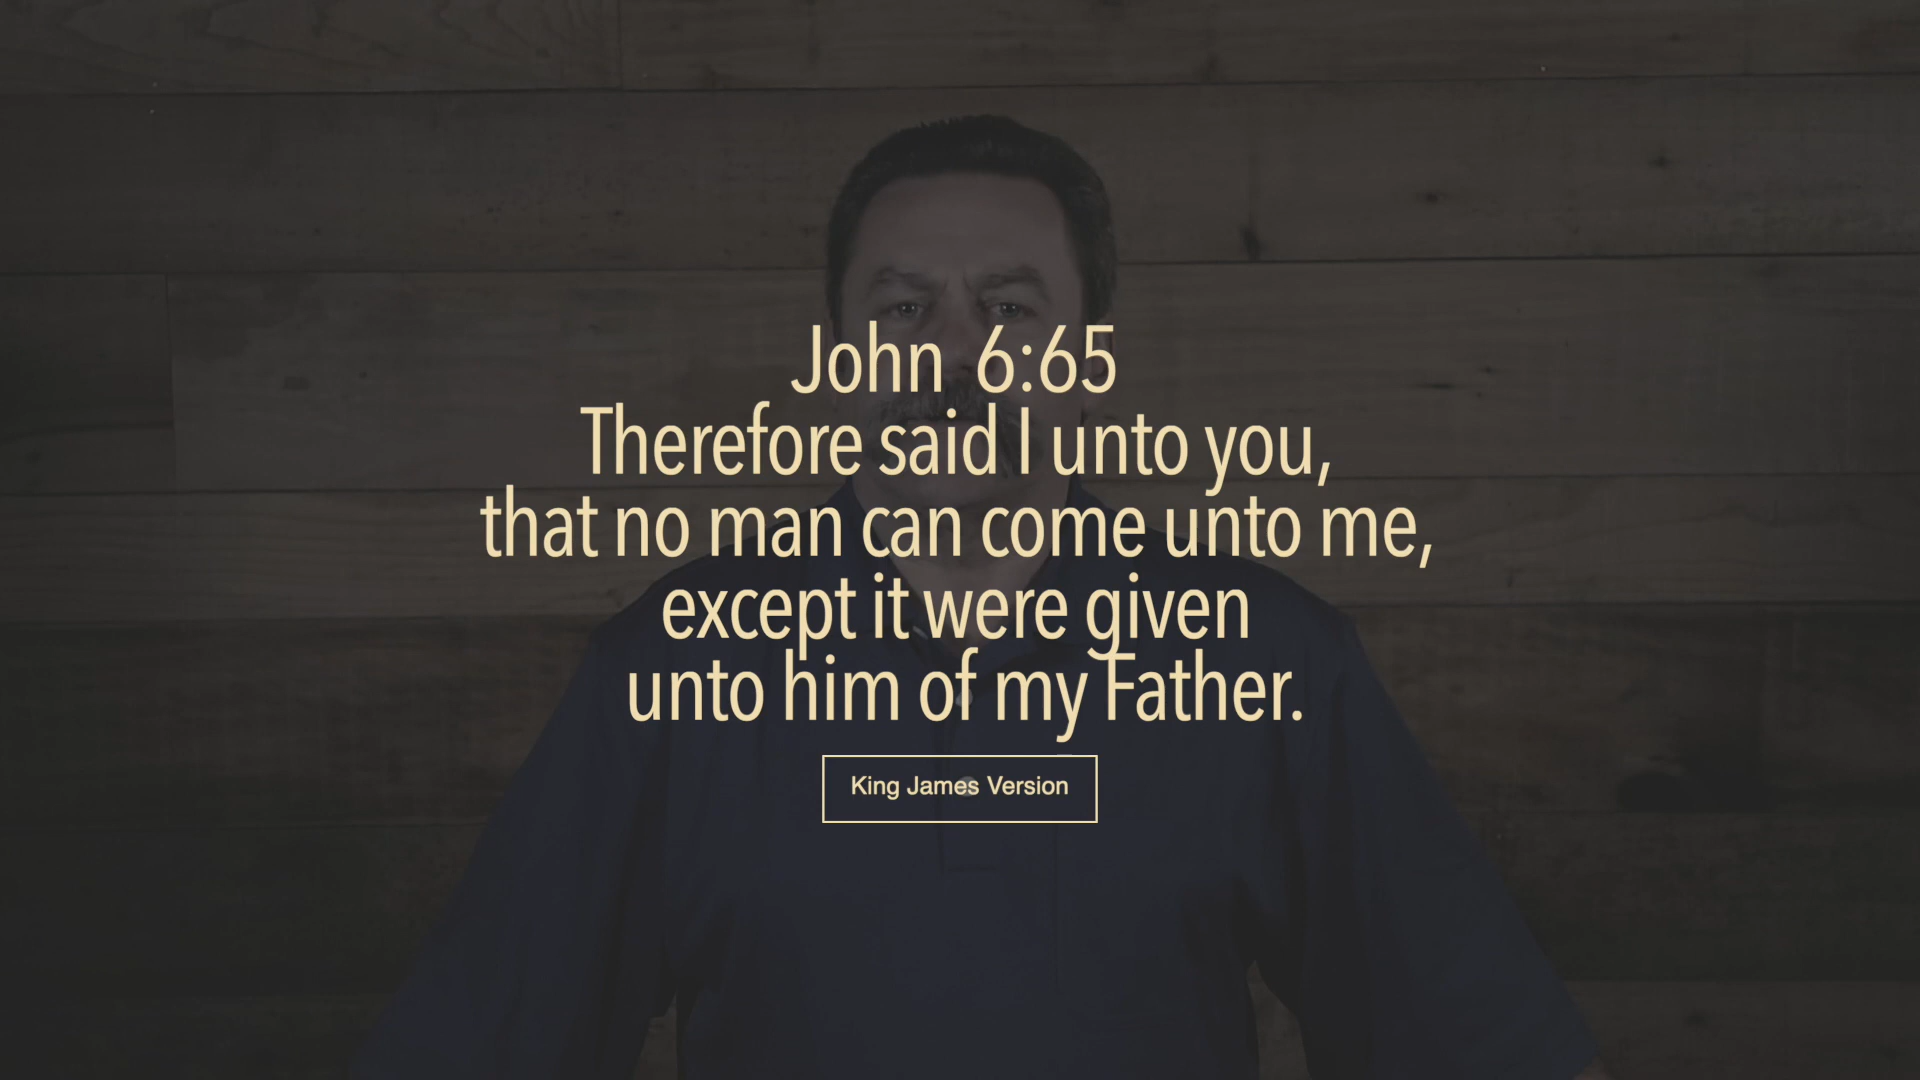 John 6:65
Therefore said I unto you,
that no man can come unto me,
except it were given
unto him of my Father.
King James Version